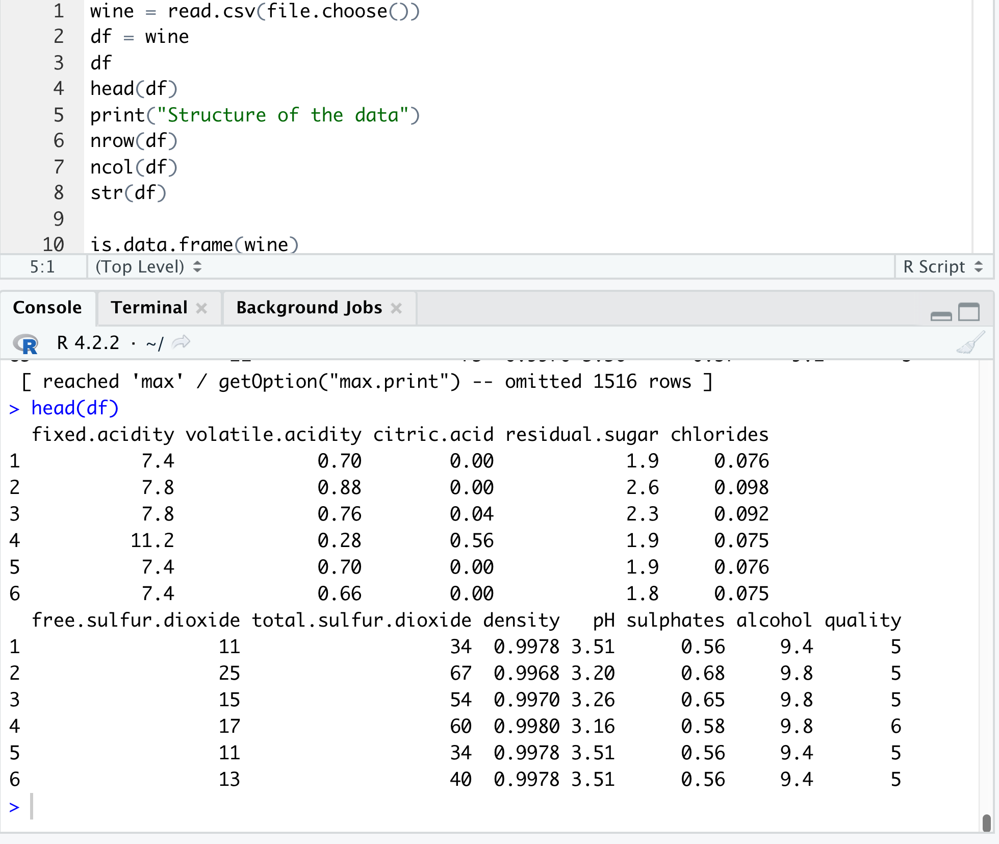 1 wine = read.csv(file.choose())
2 df = wine
3 df
4 head(df)
5 print("Structure of the data")
6 nrow(df)
7 ncol(df)
8 str(df)
9
10 is.data.frame(wine)
5:1 (Top Level) R Script
Console Terminal Background Jobs
R R 4.2.2 · ~/
[ reached 'max' / getOption("max.print") -- omitted 1516 rows ]
> head(df)
fixed.acidity volatile.acidity citric.acid residual.sugar chlorides
1 7.4 0.70 0.00 1.9 0.076
2 7.8 0.88 0.00 2.6 0.098
3 7.8 0.76 0.04 2.3 0.092
4 11.2 0.28 0.56 1.9 0.075
5 7.4 0.70 0.00 1.9 0.076
6 7.4 0.66 0.00 1.8 0.075
free.sulfur.dioxide total.sulfur.dioxide density pH sulphates alcohol quality
1 11 34 0.9978 3.51 0.56 9.4 5
2 25 67 0.9968 3.20 0.68 9.8 5
3 15 54 0.9970 3.26 0.65 9.8 5
4 17 60 0.9980 3.16 0.58 9.8 6
5 11 34 0.9978 3.51 0.56 9.4 5
6 13 40 0.9978 3.51 0.56 9.4 5
>